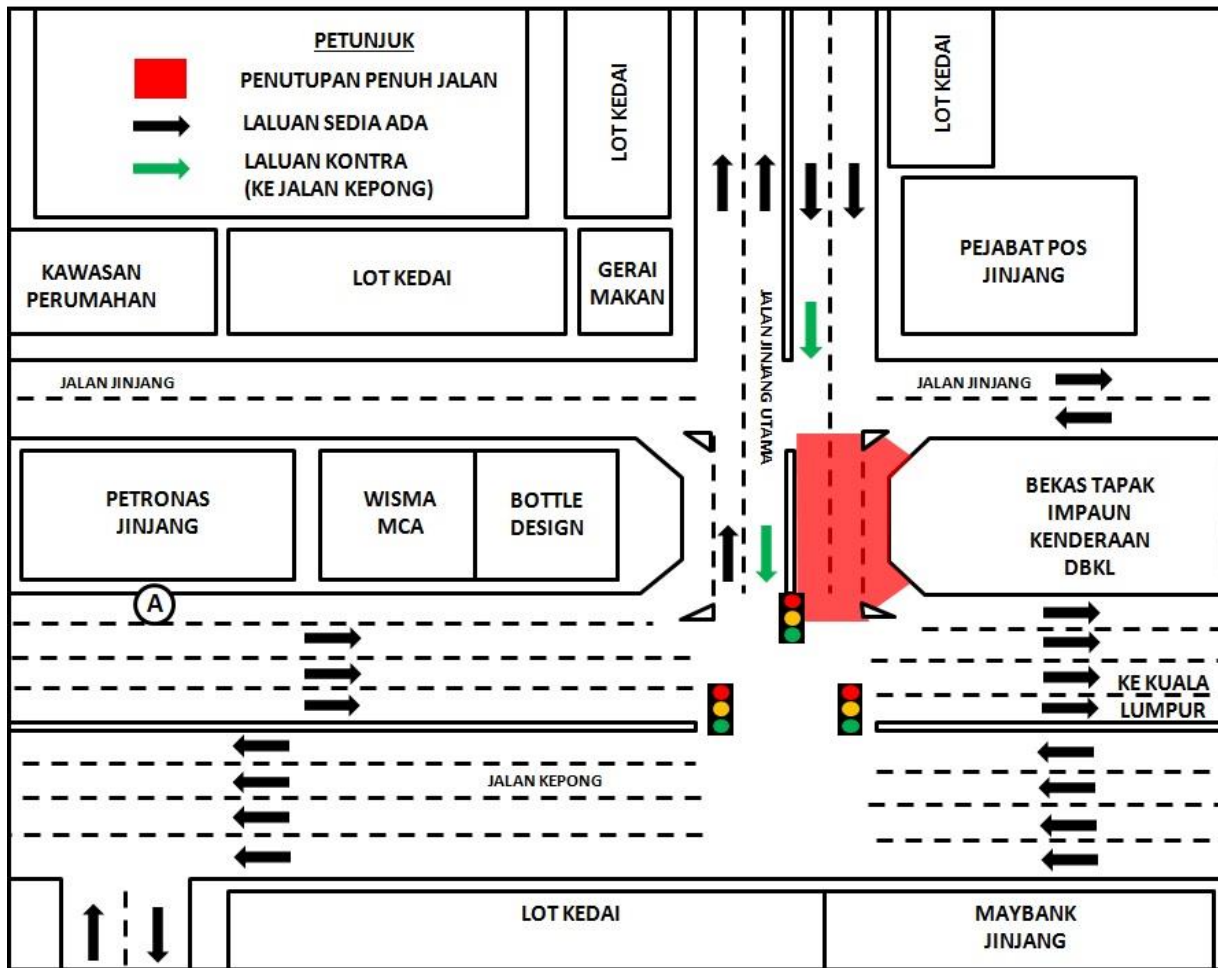 PETUNJUK
PENUTUPAN PENUH JALAN
LALUAN SEDIA ADA
LALUAN KONTRA
(KE JALAN KEPONG)
LOT KEDAI
LOT KEDAI
KAWASAN
PERUMAHAN
LOT KEDAI
GERAI
MAKAN
PEJABAT POS
JINJANG
JALAN JINJANG UTAMA
JALAN JINJANG
JALAN JINJANG
PETRONAS
JINJANG
WISMA
MCA
BOTTLE
DESIGN
BEKAS TAPAK
IMPAUN
KENDERAAN
DBKL
A
KE KUALA
LUMPUR
JALAN KEPONG
LOT KEDAI
MAYBANK
JINJANG